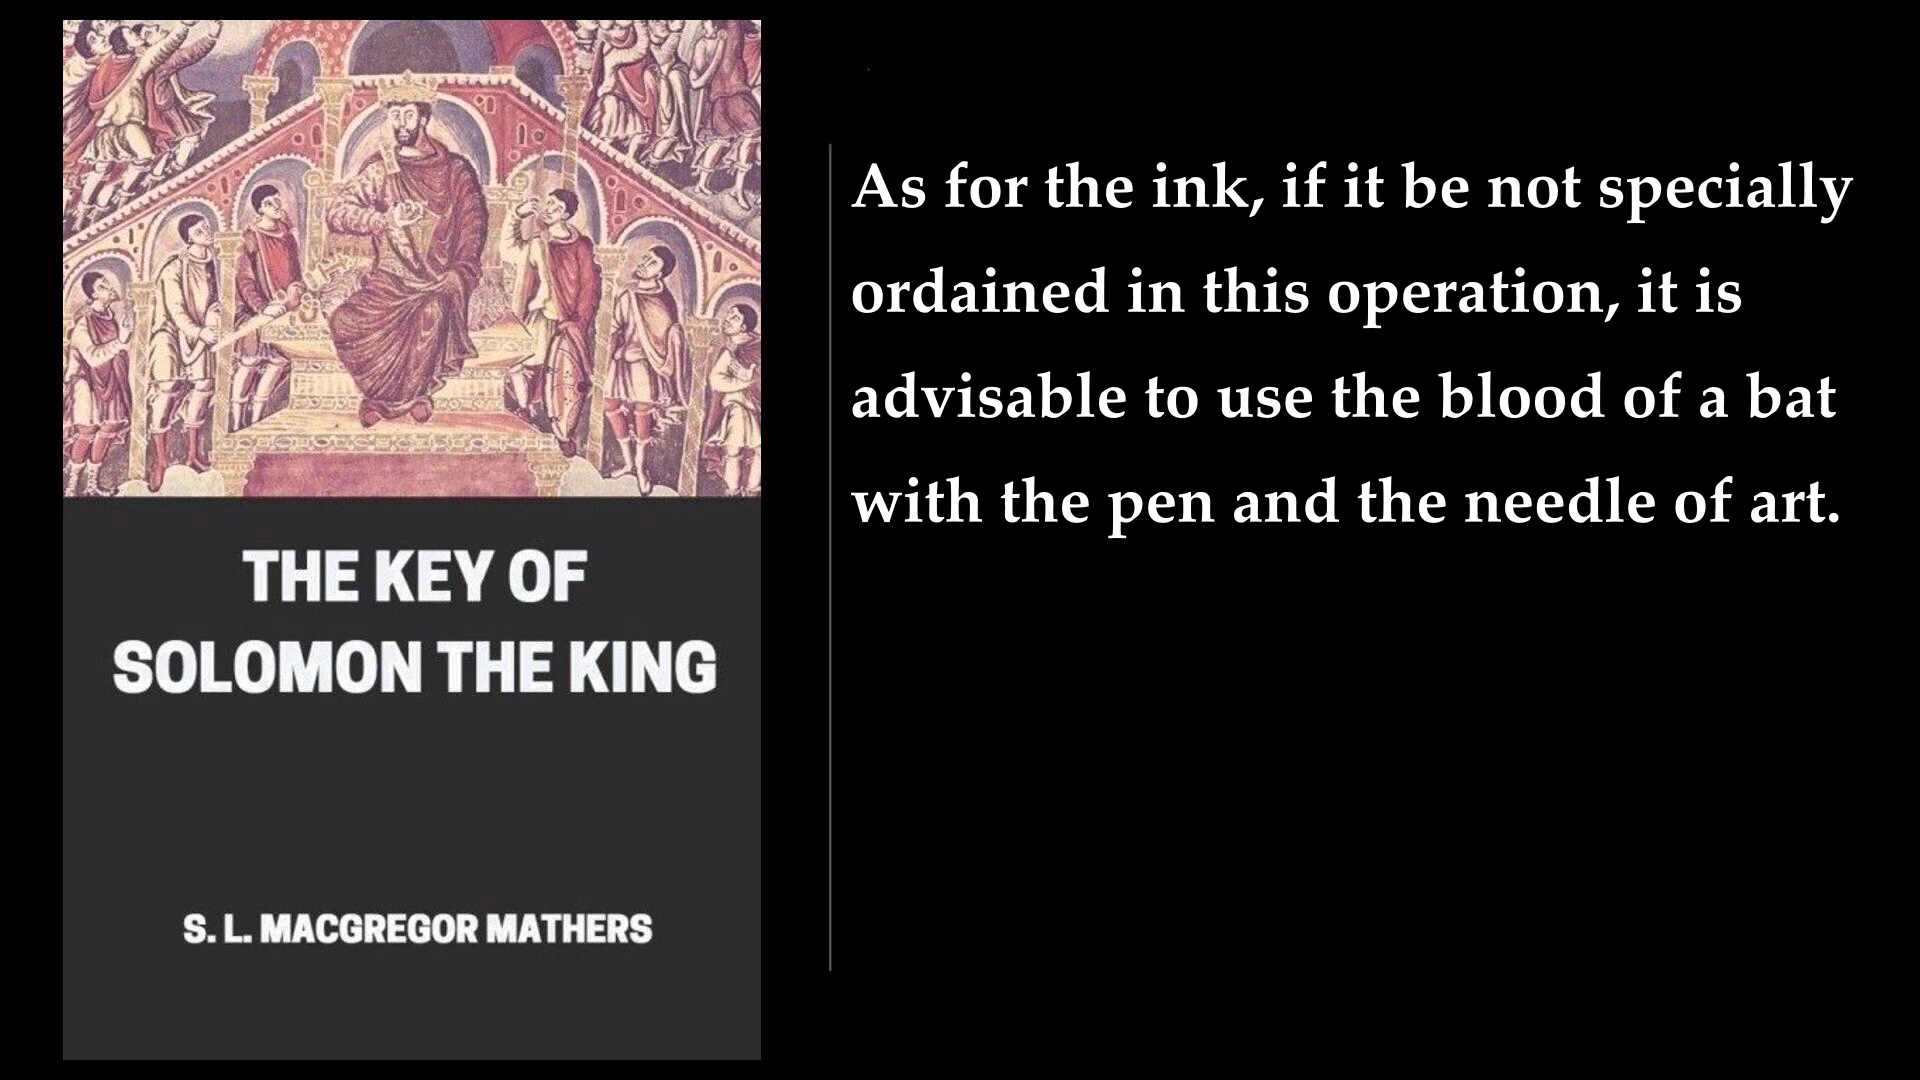 THE KEY OF
SOLOMON THE KING
S. L. MACGREGOR MATHERS
As for the ink, if it be not specially
ordained in this operation, it is
advisable to use the blood of a bat
with the pen and the needle of art.